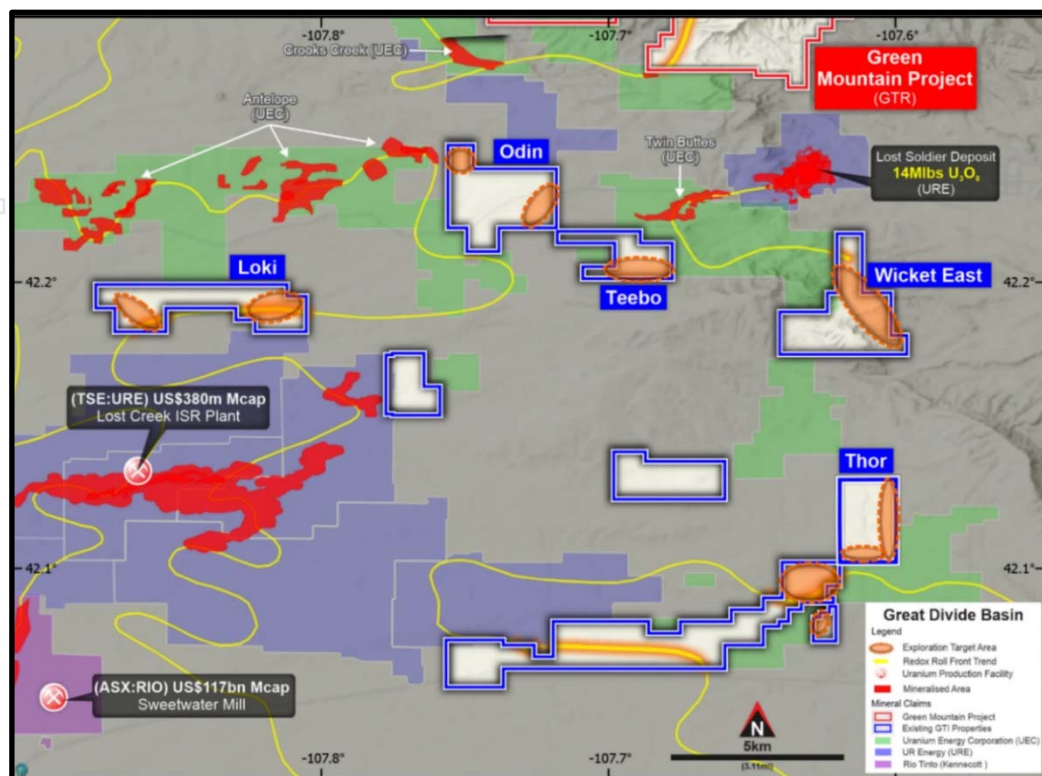 -107.8°
-107.7°
-107.6°
Crooks Creek (UEC)
Green
Mountain Project
(GTR)
Antelope
(UEC)
Odin
Twin Buttes
(UEC)
Lost Soldier Deposit
14Mlbs U₃O₈
(URE)
42.2°
Loki
Teebo
Wicket East
42.2°
(TSE:URE) US$380m Mcap
Lost Creek ISR Plant
Thor
42.1°
42.1°
(ASX:RIO) US$117bn Mcap
Sweetwater Mill
N
5km
(3.11mi)
Great Divide Basin
Legend
Exploration Target Area
Redox Roll Front Trend
Uranium Production Facility
Mineralised Area
Mineral Claims
Green Mountain Project
Existing GTI Properties
Uranium Energy Corporation (UEC)
UR Energy (URE)
Rio Tinto (Kennecott)
-107.8°
-107.7°
-107.6°